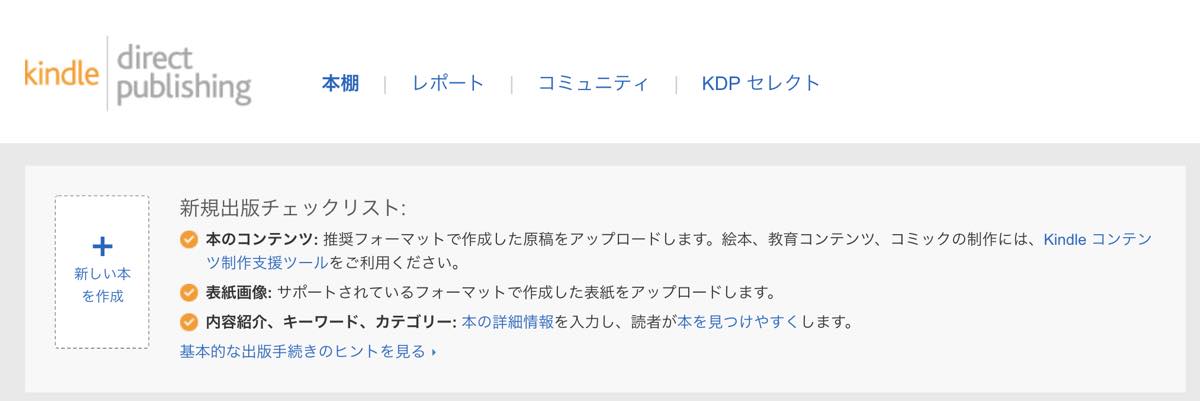 kindle direct publishing
本棚 | レポート | コミュニティ | KDP セレクト
新規出版チェックリスト:
本のコンテンツ: 推奨フォーマットで作成した原稿をアップロードします。絵本、教育コンテンツ、コミックの制作には、Kindle コンテン
ツ制作支援ツールをご利用ください。
表紙画像: サポートされているフォーマットで作成した表紙をアップロードします。
内容紹介、キーワード、カテゴリー: 本の詳細情報を入力し、読者が本を見つけやすくします。
基本的な出版手続きのヒントを見る
+
新しい本
を作成